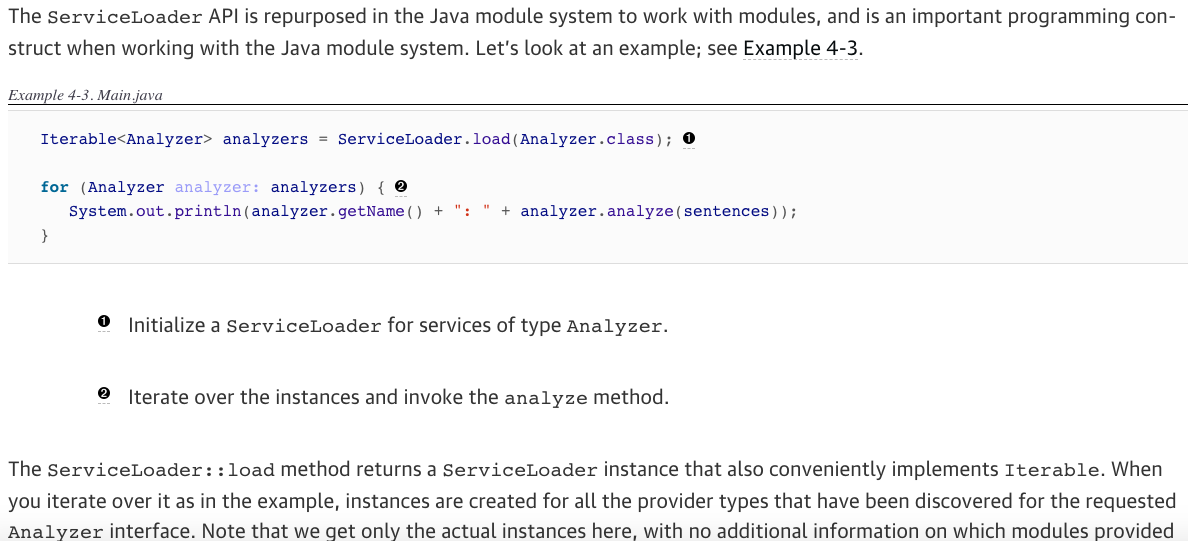 The ServiceLoader API is repurposed in the Java module system to work with modules, and is an important programming con-
struct when working with the Java module system. Let’s look at an example; see Example 4-3.
Example 4-3. Main.java
Iterable<Analyzer> analyzers = ServiceLoader.load(Analyzer.class); ❶
for (Analyzer analyzer: analyzers) { ❷
System.out.println(analyzer.getName() + ": " + analyzer.analyze(sentences));
}
❶ Initialize a ServiceLoader for services of type Analyzer.
❷ Iterate over the instances and invoke the analyze method.
The ServiceLoader::load method returns a ServiceLoader instance that also conveniently implements Iterable. When
you iterate over it as in the example, instances are created for all the provider types that have been discovered for the requested
Analyzer interface. Note that we get only the actual instances here, with no additional information on which modules provided